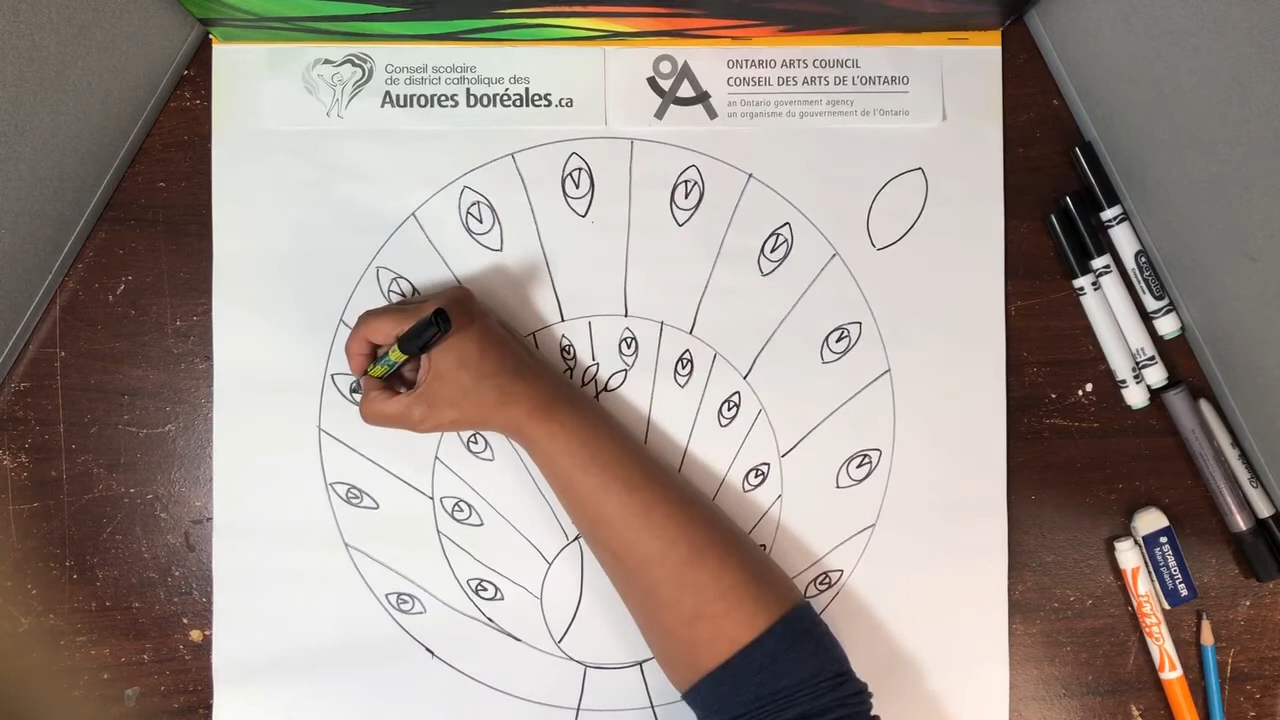 Conseil scolaire
de district catholique des
Aurores boréales.ca
ONTARIO ARTS COUNCIL
CONSEIL DES ARTS DE L'ONTARIO
an Ontario government agency
un organisme du gouvernement de l'Ontario
Crayola
STAEDTLER
Mars plastic